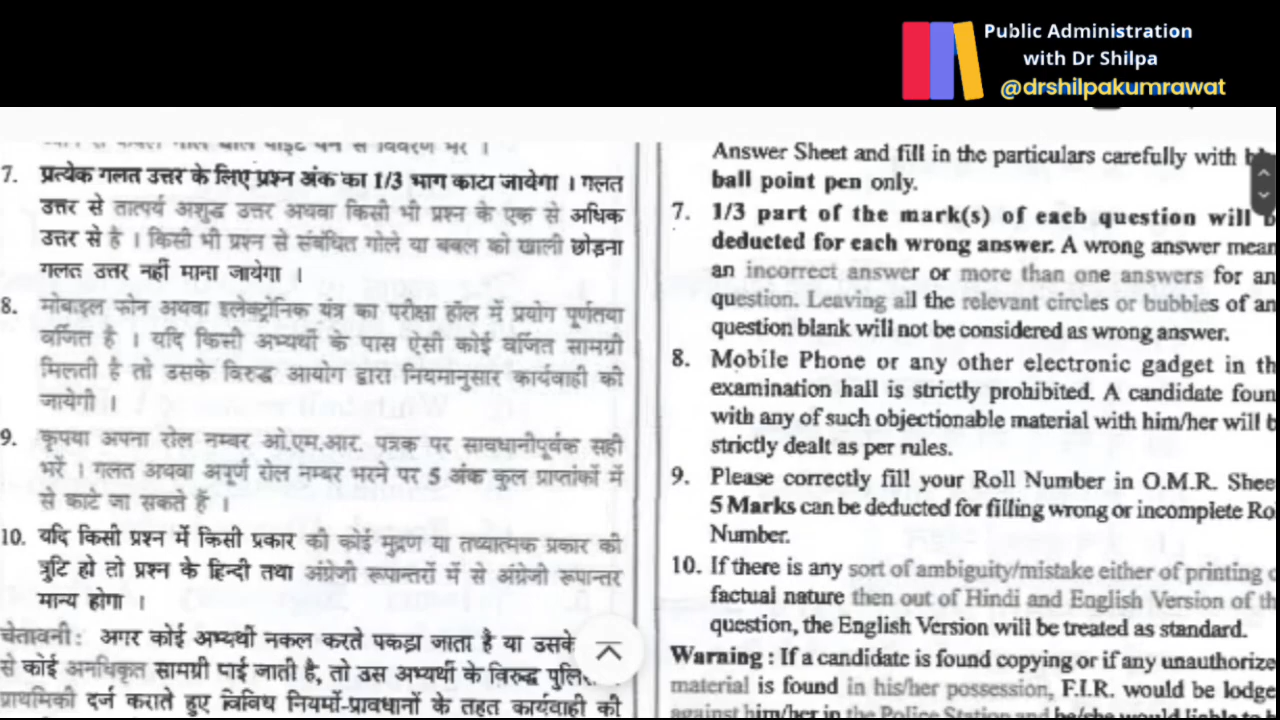 Public Administration
with Dr Shilpa
@drshilpakumrawat
7. प्रत्येक गलत उत्तर के लिए प्रश्न अंक का 1/3 भाग काटा जायेगा । गलत
उत्तर से तात्पर्य अशुद्ध उत्तर अथवा किसी भी प्रश्न के एक से अधिक
उत्तर से है । किसी भी प्रश्न से संबंधित गोले या बबल को खाली छोड़ना
गलत उत्तर नहीं माना जायेगा ।
8. मोबाइल फोन अथवा इलेक्ट्रोनिक यंत्र का परीक्षा हॉल में प्रयोग पूर्णतया
वर्जित है । यदि किसी अभ्यर्थी के पास ऐसी कोई वर्जित सामग्री
मिलती है तो उसके विरुद्ध आयोग द्वारा नियमानुसार कार्यवाही की
जायेगी ।
9. कृपया अपना रोल नम्बर ओ.एम.आर. पत्रक पर सावधानीपूर्वक सही
भरें । गलत अथवा अपूर्ण रोल नम्बर भरने पर 5 अंक कुल प्राप्तांकों में
से काटे जा सकते हैं ।
10. यदि किसी प्रश्न में किसी प्रकार की कोई मुद्रण या तथ्यात्मक प्रकार की
त्रुटि हो तो प्रश्न के हिन्दी तथा अंग्रेजी रूपान्तरों में से अंग्रेजी रूपान्तर
मान्य होगा ।
चेतावनी : अगर कोई अभ्यर्थी नकल करते पकड़ा जाता है या उसके
से कोई अनधिकृत सामग्री पाई जाती है, तो उस अभ्यर्थी के विरुद्ध
प्राथमिकी दर्ज कराते हुए विविध नियमों-प्रावधानों के तहत कार्यवाही की
Answer Sheet and fill in the particulars carefully with
ball point pen only.
7. 1/3 part of the mark(s) of each question will
deducted for each wrong answer. A wrong answer mean
an incorrect answer or more than one answers for an
question. Leaving all the relevant circles or bubbles of an
question blank will not be considered as wrong answer.
8. Mobile Phone or any other electronic gadget in th
examination hall is strictly prohibited. A candidate foun
with any of such objectionable material with him/her will b
strictly dealt as per rules.
9. Please correctly fill your Roll Number in O.M.R. Shee
5 Marks can be deducted for filling wrong or incomplete Ro
Number.
10. If there is any sort of ambiguity/mistake either of printing
factual nature then out of Hindi and English Version of th
question, the English Version will be treated as standard.
Warning : If a candidate is found copying or if any unauthorize
material is found in his/her possession, F.I.R. would be lodge
against him/her in the Police Station and he/she would liable to